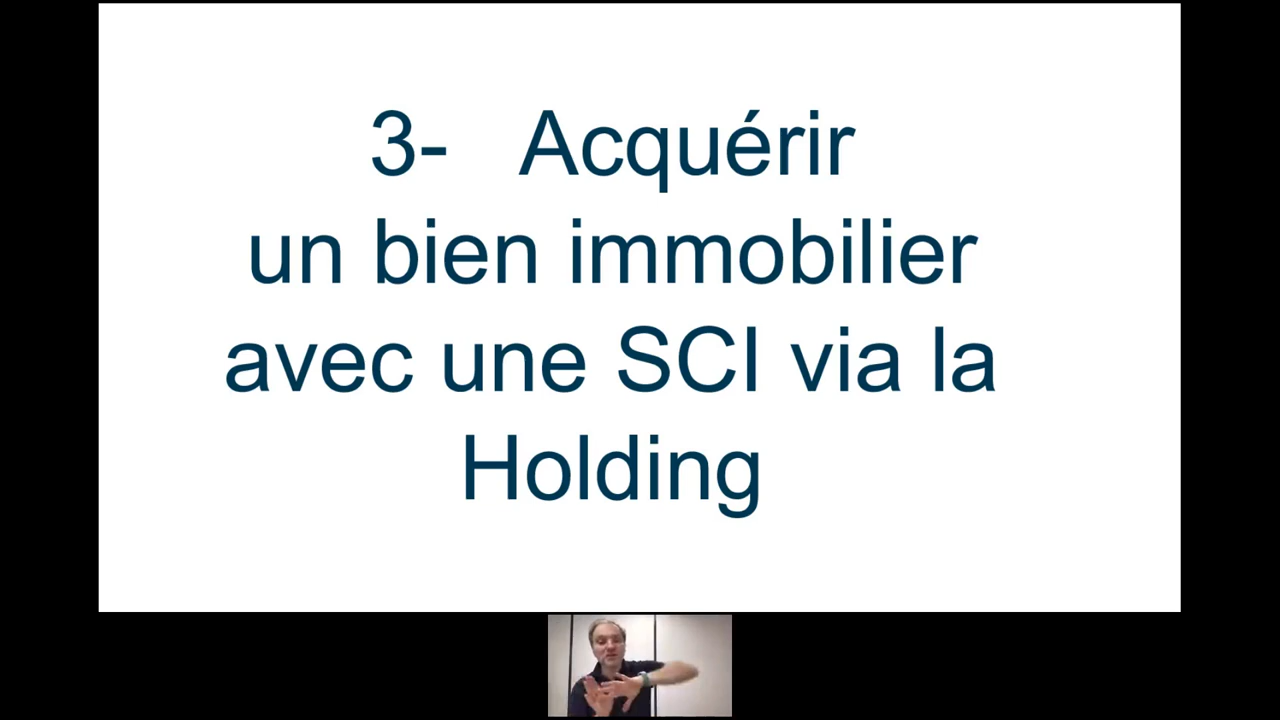 3- Acquérir
un bien immobilier
avec une SCI via la
Holding